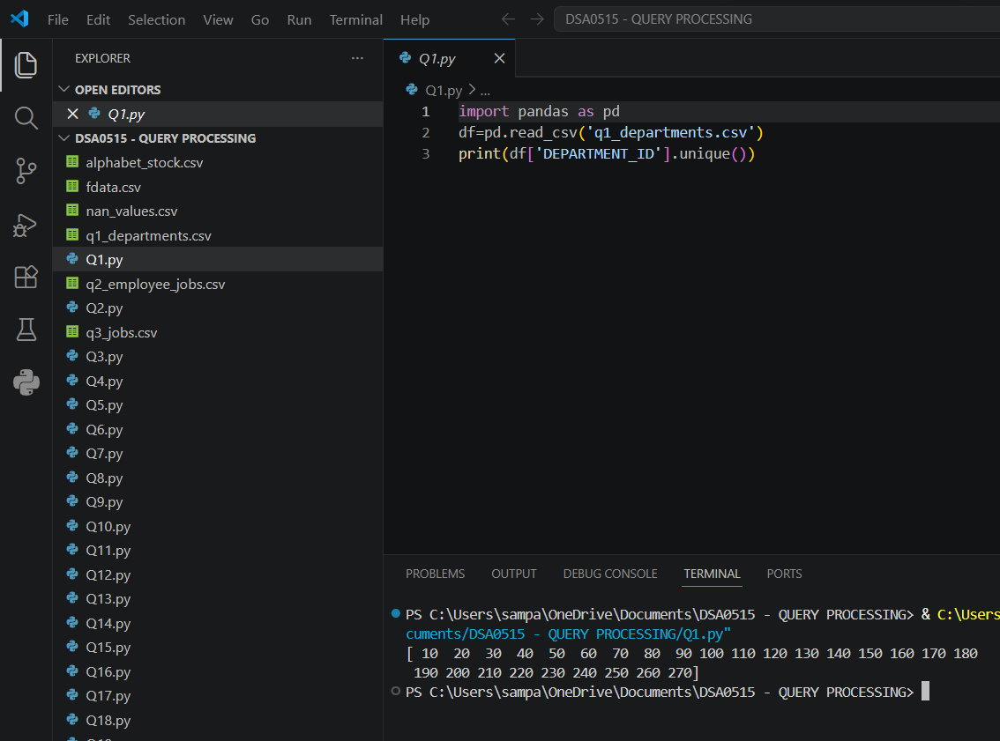 File Edit Selection View Go Run Terminal Help
DSA0515 - QUERY PROCESSING
EXPLORER
OPEN EDITORS
Q1.py
DSA0515 - QUERY PROCESSING
alphabet_stock.csv
fdata.csv
nan_values.csv
q1_departments.csv
Q1.py
q2_employee_jobs.csv
Q2.py
q3_jobs.csv
Q3.py
Q4.py
Q5.py
Q6.py
Q7.py
Q8.py
Q9.py
Q10.py
Q11.py
Q12.py
Q13.py
Q14.py
Q15.py
Q16.py
Q17.py
Q18.py
Q1.py
Q1.py > ...
1 import pandas as pd
2 df=pd.read_csv('q1_departments.csv')
3 print(df['DEPARTMENT_ID'].unique())
PROBLEMS OUTPUT DEBUG CONSOLE TERMINAL PORTS
PS C:\Users\sampa\OneDrive\Documents\DSA0515 - QUERY PROCESSING> & C:\Users
cuments/DSA0515 - QUERY PROCESSING/Q1.py"
[ 10 20 30 40 50 60 70 80 90 100 110 120 130 140 150 160 170 180
190 200 210 220 230 240 250 260 270]
PS C:\Users\sampa\OneDrive\Documents\DSA0515 - QUERY PROCESSING>